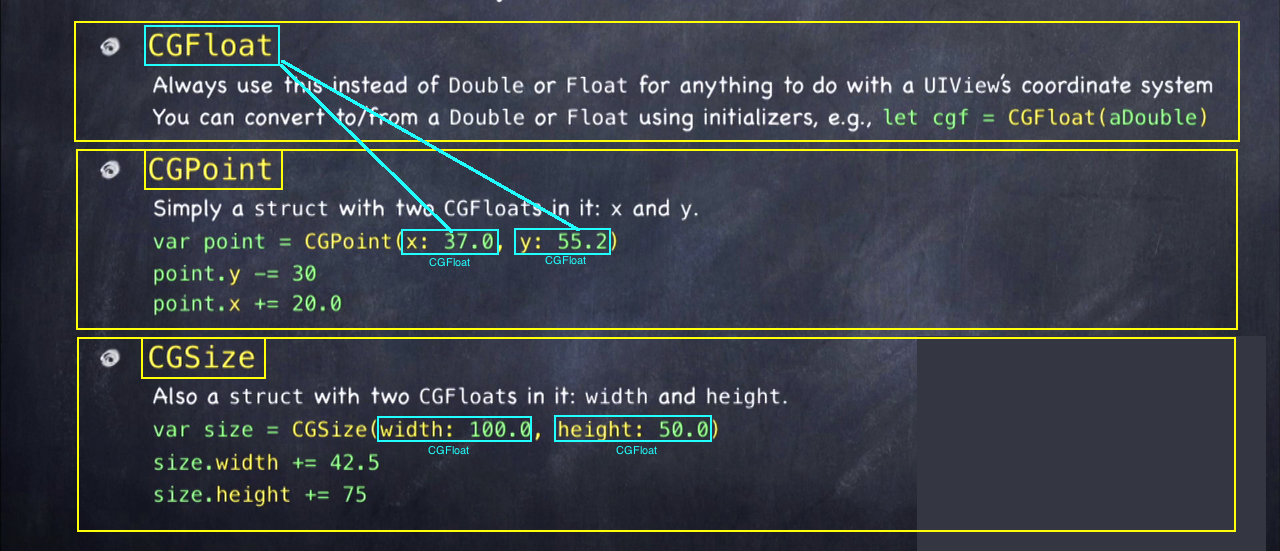 CGFloat
Always use this instead of Double or Float for anything to do with a UIView's coordinate system
You can convert to/from a Double or Float using initializers, e.g., let cgf = CGFloat(aDouble)
CGPoint
Simply a struct with two CGFloats in it: x and y.
var point = CGPoint(x: 37.0, y: 55.2)
CGFloat CGFloat
point.y -= 30
point.x += 20.0
CGSize
Also a struct with two CGFloats in it: width and height.
var size = CGSize(width: 100.0, height: 50.0)
CGFloat CGFloat
size.width += 42.5
size.height += 75